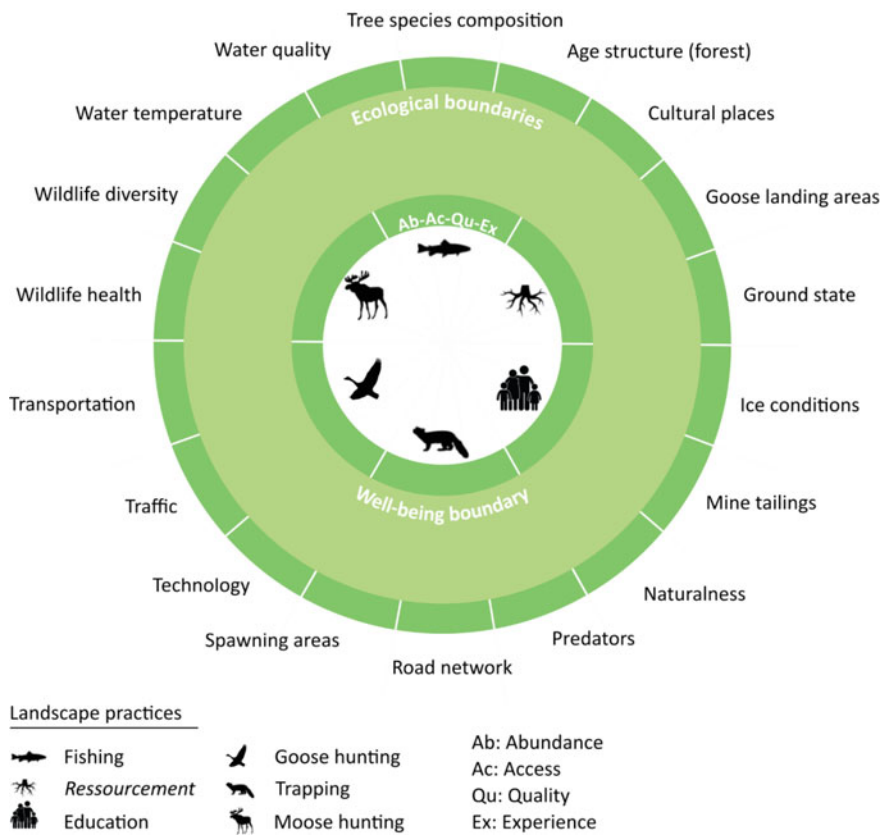 Tree species composition
Water quality
Age structure (forest)
Water temperature
Cultural places
Ecological boundaries
Wildlife diversity
Goose landing areas
Ab-Ac-Qu-Ex
Wildlife health
Ground state
Transportation
Ice conditions
Well-being boundary
Traffic
Mine tailings
Technology
Naturalness
Spawning areas
Predators
Road network
Landscape practices
Fishing
Ressourcement
Education
Goose hunting
Trapping
Moose hunting
Ab: Abundance
Ac: Access
Qu: Quality
Ex: Experience